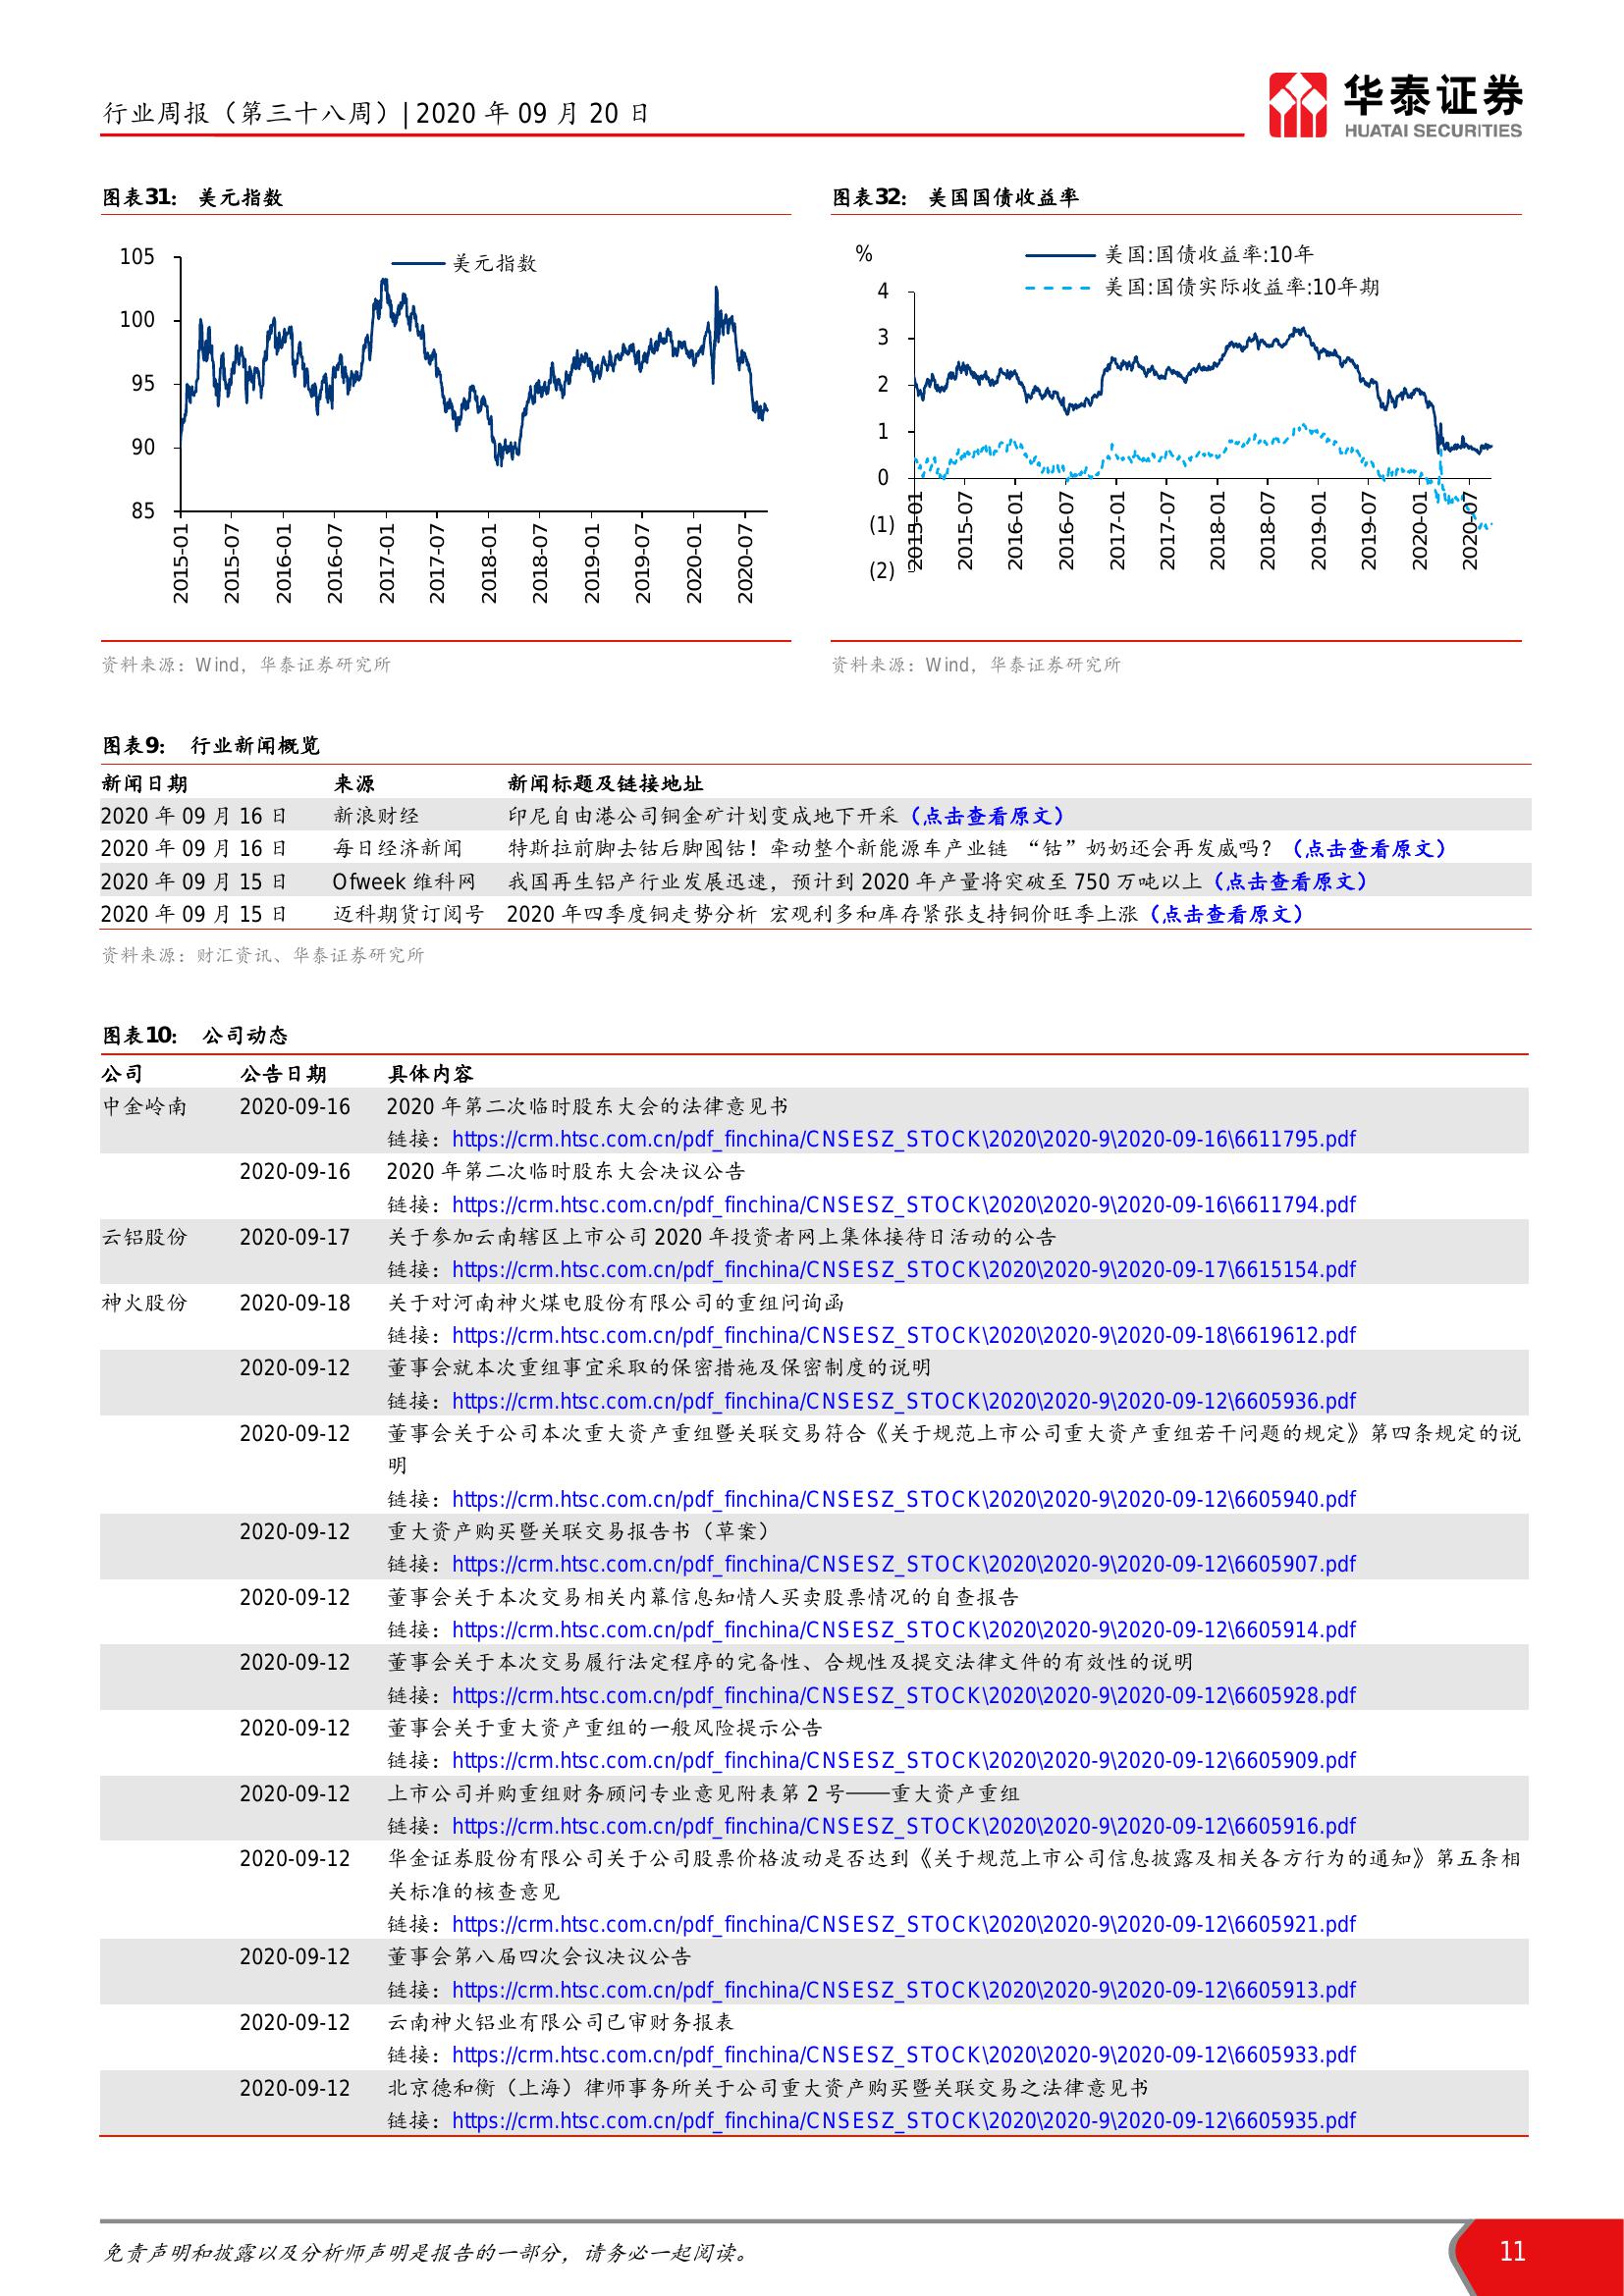 行业周报（第三十八周）| 2020 年 09 月 20 日
华泰证券
HUATAI SECURITIES
图表31： 美元指数
105
100
95
90
85
美元指数
2015-01
2015-07
2016-01
2016-07
2017-01
2017-07
2018-01
2018-07
2019-01
2019-07
2020-01
2020-07
资料来源：Wind，华泰证券研究所
图表32： 美国国债收益率
%
美国:国债收益率:10年
美国:国债实际收益率:10年期
4
3
2
1
0
(1)
(2)
2015-01
2015-07
2016-01
2016-07
2017-01
2017-07
2018-01
2018-07
2019-01
2019-07
2020-01
2020-07
资料来源：Wind，华泰证券研究所
图表9： 行业新闻概览
新闻日期 来源 新闻标题及链接地址
2020 年 09 月 16 日 新浪财经 印尼自由港公司铜金矿计划变成地下开采（点击查看原文）
2020 年 09 月 16 日 每日经济新闻 特斯拉前脚去钴后脚囤钴！牵动整个新能源车产业链 “钴”奶奶还会再发威吗？（点击查看原文）
2020 年 09 月 15 日 Ofweek 维科网 我国再生铝产行业发展迅速，预计到 2020 年产量将突破至 750 万吨以上（点击查看原文）
2020 年 09 月 15 日 迈科期货订阅号 2020 年四季度铜走势分析 宏观利多和库存紧张支持铜价旺季上涨（点击查看原文）
资料来源：财汇资讯、华泰证券研究所
图表10： 公司动态
公司 公告日期 具体内容
中金岭南 2020-09-16 2020 年第二次临时股东大会的法律意见书
链接：https://crm.htsc.com.cn/pdf_finchina/CNSESZ_STOCK\2020\2020-9\2020-09-16\6611795.pdf
2020-09-16 2020 年第二次临时股东大会决议公告
链接：https://crm.htsc.com.cn/pdf_finchina/CNSESZ_STOCK\2020\2020-9\2020-09-16\6611794.pdf
云铝股份 2020-09-17 关于参加云南辖区上市公司 2020 年投资者网上集体接待日活动的公告
链接：https://crm.htsc.com.cn/pdf_finchina/CNSESZ_STOCK\2020\2020-9\2020-09-17\6615154.pdf
神火股份 2020-09-18 关于对河南神火煤电股份有限公司的重组问询函
链接：https://crm.htsc.com.cn/pdf_finchina/CNSESZ_STOCK\2020\2020-9\2020-09-18\6619612.pdf
2020-09-12 董事会就本次重组事宜采取的保密措施及保密制度的说明
链接：https://crm.htsc.com.cn/pdf_finchina/CNSESZ_STOCK\2020\2020-9\2020-09-12\6605936.pdf
2020-09-12 董事会关于公司本次重大资产重组暨关联交易符合《关于规范上市公司重大资产重组若干问题的规定》第四条规定的说
明
链接：https://crm.htsc.com.cn/pdf_finchina/CNSESZ_STOCK\2020\2020-9\2020-09-12\6605940.pdf
2020-09-12 重大资产购买暨关联交易报告书（草案）
链接：https://crm.htsc.com.cn/pdf_finchina/CNSESZ_STOCK\2020\2020-9\2020-09-12\6605907.pdf
2020-09-12 董事会关于本次交易相关内幕信息知情人买卖股票情况的自查报告
链接：https://crm.htsc.com.cn/pdf_finchina/CNSESZ_STOCK\2020\2020-9\2020-09-12\6605914.pdf
2020-09-12 董事会关于本次交易履行法定程序的完备性、合规性及提交法律文件的有效性的说明
链接：https://crm.htsc.com.cn/pdf_finchina/CNSESZ_STOCK\2020\2020-9\2020-09-12\6605928.pdf
2020-09-12 董事会关于重大资产重组的一般风险提示公告
链接：https://crm.htsc.com.cn/pdf_finchina/CNSESZ_STOCK\2020\2020-9\2020-09-12\6605909.pdf
2020-09-12 上市公司并购重组财务顾问专业意见附表第 2 号——重大资产重组
链接：https://crm.htsc.com.cn/pdf_finchina/CNSESZ_STOCK\2020\2020-9\2020-09-12\6605916.pdf
2020-09-12 华金证券股份有限公司关于公司股票价格波动是否达到《关于规范上市公司信息披露及相关各方行为的通知》第五条相
关标准的核查意见
链接：https://crm.htsc.com.cn/pdf_finchina/CNSESZ_STOCK\2020\2020-9\2020-09-12\6605921.pdf
2020-09-12 董事会第八届四次会议决议公告
链接：https://crm.htsc.com.cn/pdf_finchina/CNSESZ_STOCK\2020\2020-9\2020-09-12\6605913.pdf
2020-09-12 云南神火铝业有限公司已审财务报表
链接：https://crm.htsc.com.cn/pdf_finchina/CNSESZ_STOCK\2020\2020-9\2020-09-12\6605933.pdf
2020-09-12 北京德和衡（上海）律师事务所关于公司重大资产购买暨关联交易之法律意见书
链接：https://crm.htsc.com.cn/pdf_finchina/CNSESZ_STOCK\2020\2020-9\2020-09-12\6605935.pdf
免责声明和披露以及分析师声明是报告的一部分，请务必一起阅读。
11